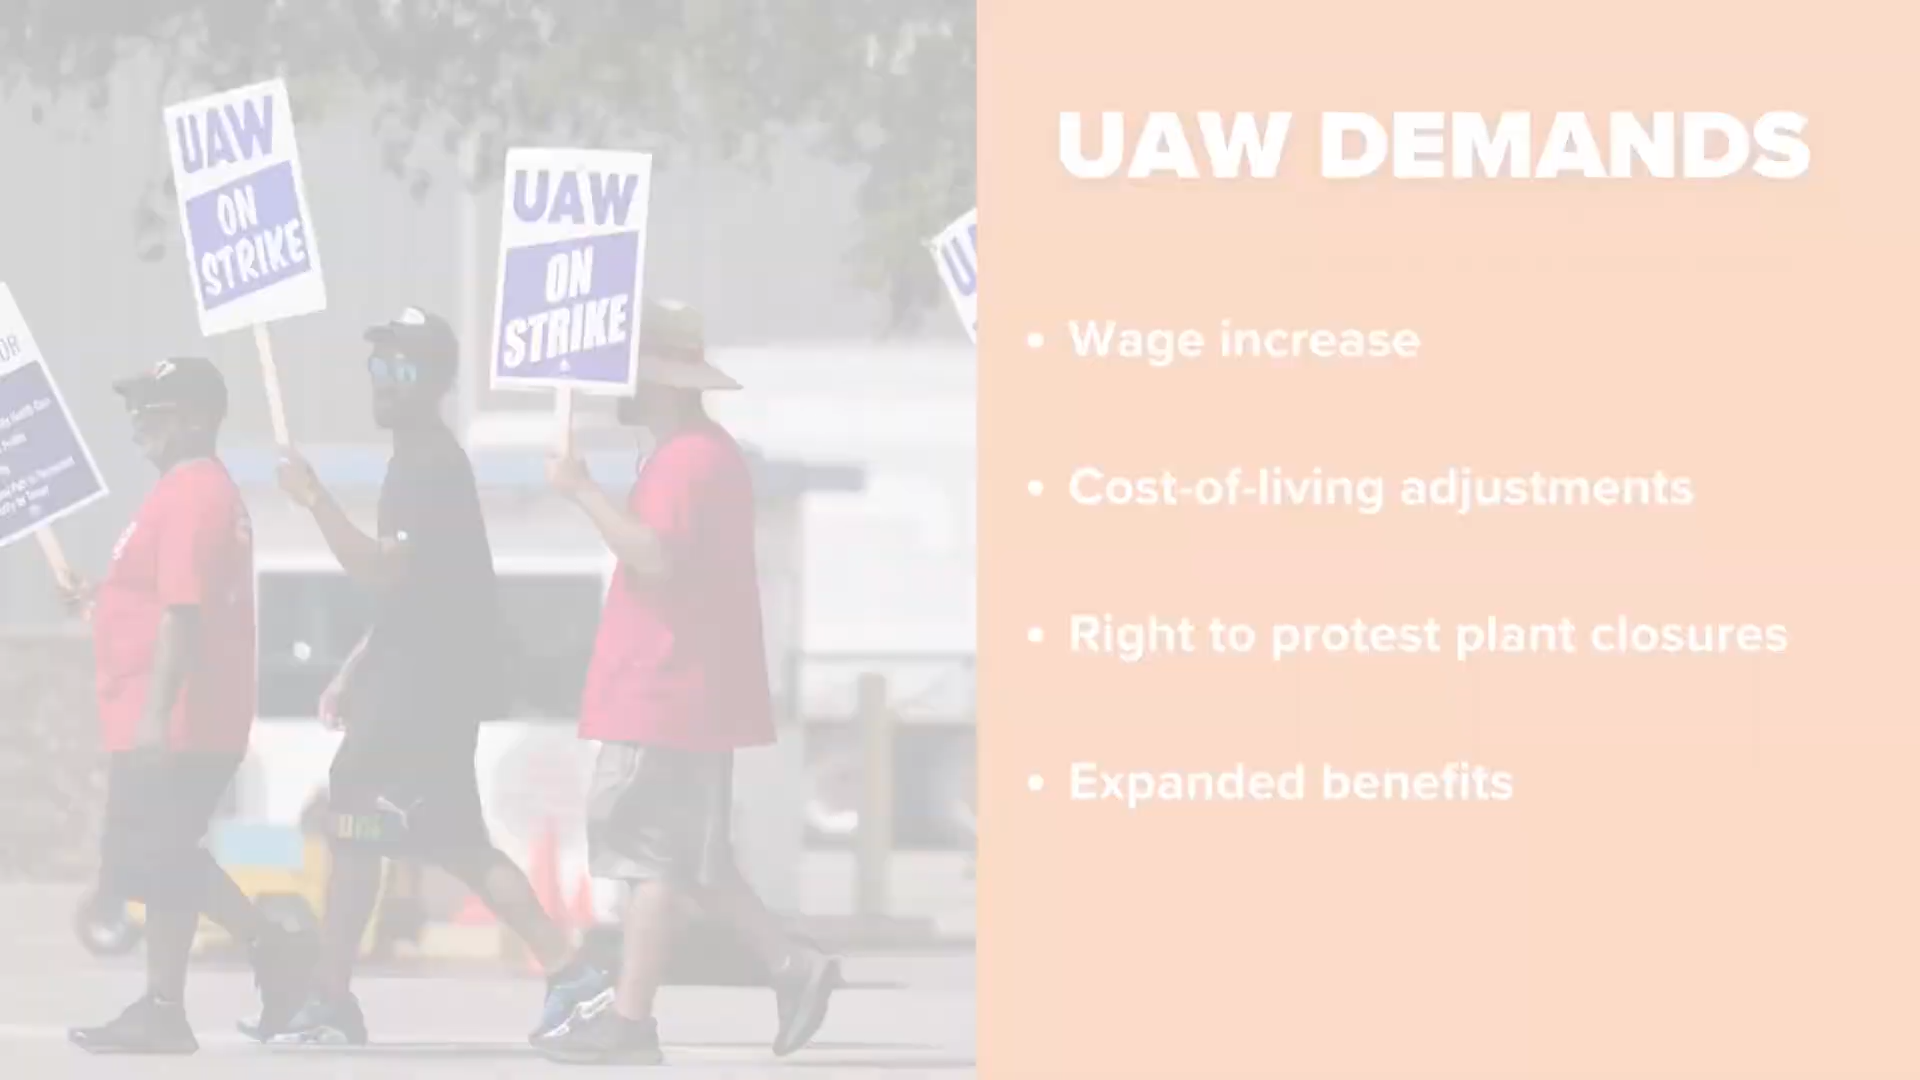 UAW
ON
STRIKE
UAW
ON
STRIKE
OR
UAW DEMANDS
• Wage increase
• Cost-of-living adjustments
• Right to protest plant closures
• Expanded benefits